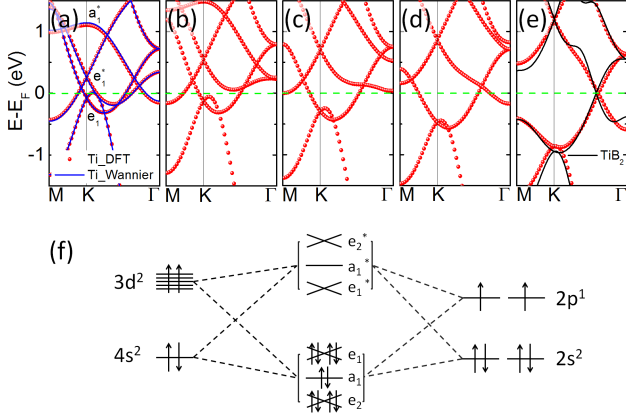 (a) (b) (c) (d) (e)
a₁*
e₁*
e₁
E-E_F (eV)
1
0
-1
Ti_DFT
Ti_Wannier
TiB₂
M K Γ M K Γ M K Γ M K Γ M K Γ
(f)
e₂*
3d² a₁*
e₁* 2p¹
4s² e₁ 2s²
a₁
e₂